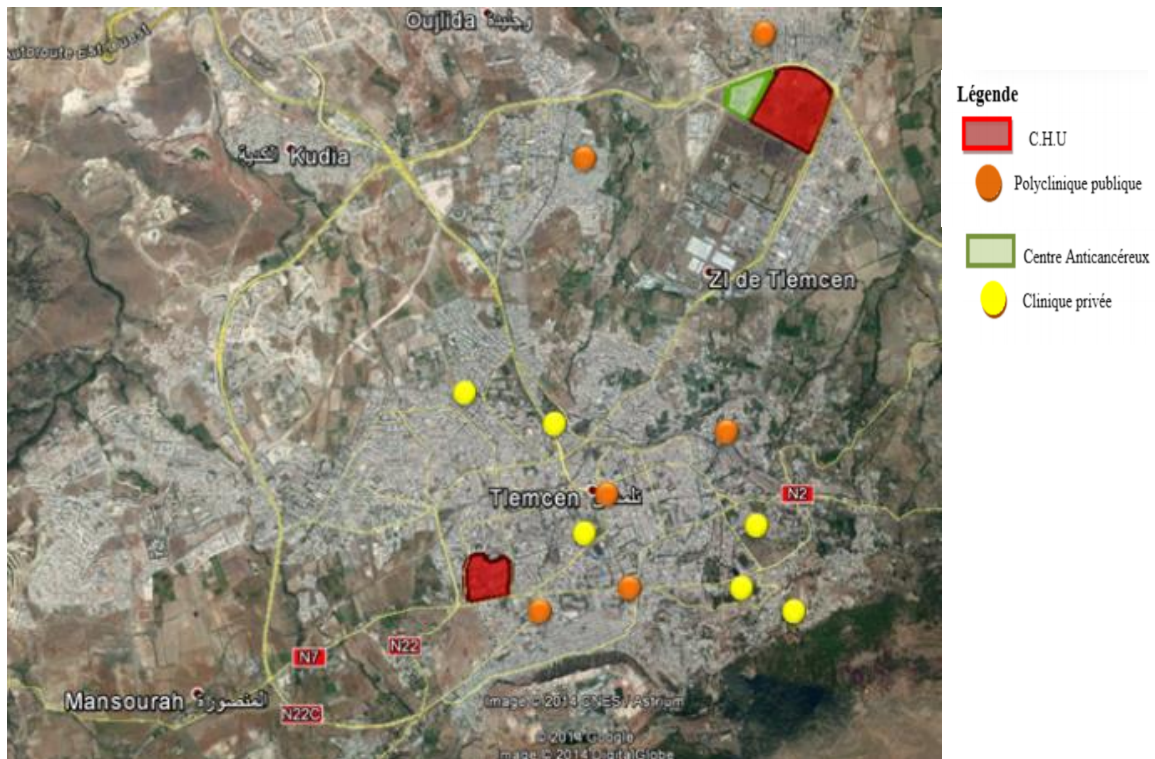 Oujlida وجليدة
Autoroute Est-Ouest
الكدية Kudia
ZI de Tlemcen
Tlemcen تلمسان
N2
N7
N22
Mansourah المنصورة
N22C
Image © 2014 CNES / Astrium
© 2014 Google
Image © 2014 DigitalGlobe
Légende
C.H.U
Polyclinique publique
Centre Anticancéreux
Clinique privée